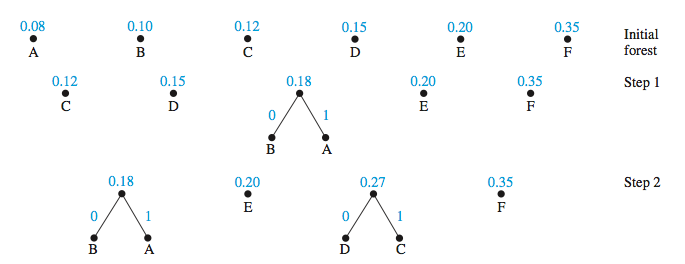 0.08 0.10 0.12 0.15 0.20 0.35 Initial
A B C D E F forest
0.12 0.15 0.18 0.20 0.35 Step 1
C D E F
0 1
B A
0.18 0.20 0.27 0.35 Step 2
E F
0 1 0 1
B A D C